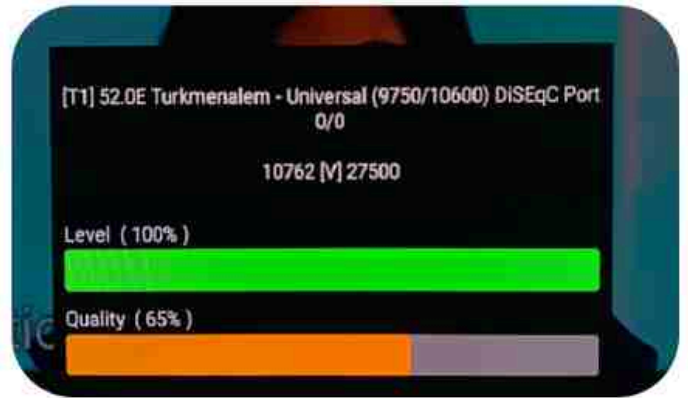 [T1] 52.0E Turkmenalem - Universal (9750/10600) DiSEqC Port
0/0
10762 [V] 27500
Level ( 100% )
Quality ( 65% )